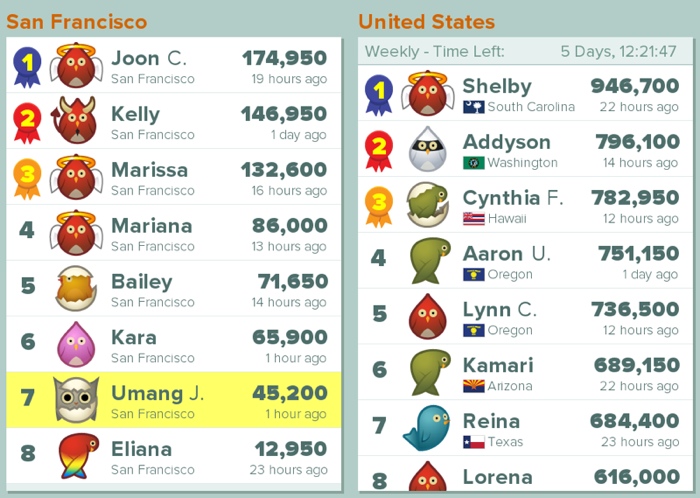 San Francisco
1 Joon C. 174,950
San Francisco 19 hours ago
2 Kelly 146,950
San Francisco 1 day ago
3 Marissa 132,600
San Francisco 16 hours ago
4 Mariana 86,000
San Francisco 13 hours ago
5 Bailey 71,650
San Francisco 14 hours ago
6 Kara 65,900
San Francisco 1 hour ago
7 Umang J. 45,200
San Francisco 1 hour ago
8 Eliana 12,950
San Francisco 23 hours ago
United States
Weekly - Time Left: 5 Days, 12:21:47
1 Shelby 946,700
South Carolina 22 hours ago
2 Addyson 796,100
Washington 14 hours ago
3 Cynthia F. 782,950
Hawaii 12 hours ago
4 Aaron U. 751,150
Oregon 1 day ago
5 Lynn C. 736,500
Oregon 12 hours ago
6 Kamari 689,150
Arizona 22 hours ago
7 Reina 684,400
Texas 23 hours ago
8 Lorena 616,000